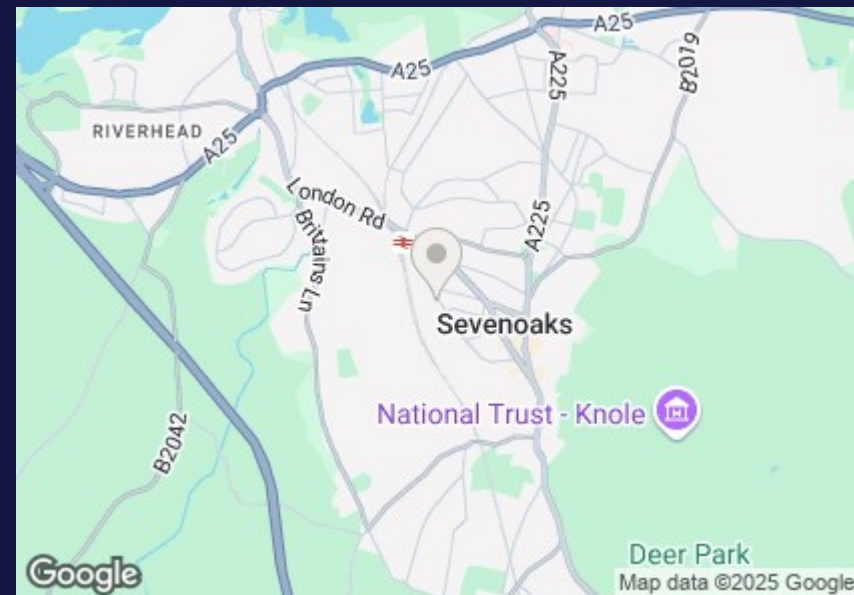 A25
A25
A225
B2019
RIVERHEAD
A25
London Rd
Brittains Ln
A225
Sevenoaks
National Trust - Knole
B2042
Deer Park
Google
Map data ©2025 Google